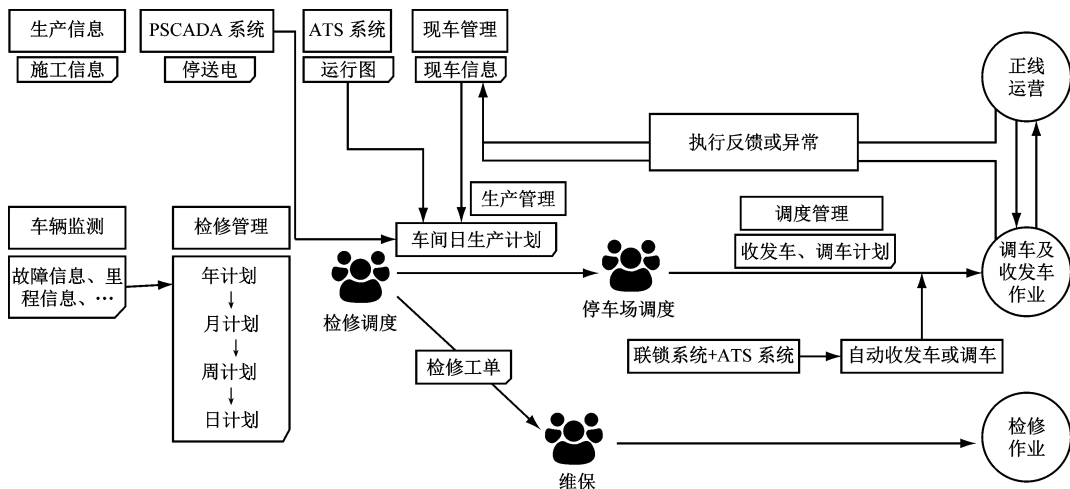 生产信息
PSCADA 系统
ATS 系统
现车管理
施工信息
停送电
运行图
现车信息
正线
运营
执行反馈或异常
生产管理
车辆监测
检修管理
车间日生产计划
调度管理
收发车、调车计划
调车及
收发车
作业
故障信息、里
程信息、…
年计划
月计划
周计划
日计划
检修调度
停车场调度
联锁系统+ATS 系统
自动收发车或调车
检修工单
检修
作业
维保